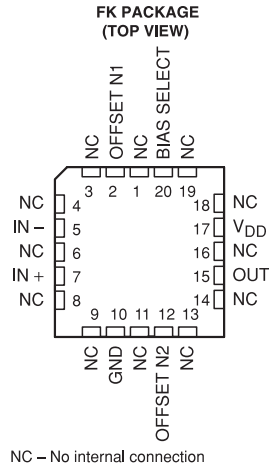 FK PACKAGE
(TOP VIEW)
NC
OFFSET N1
NC
BIAS SELECT
NC
3 2 1 20 19
NC 4 18 NC
IN – 5 17 VDD
NC 6 16 NC
IN + 7 15 OUT
NC 8 14 NC
9 10 11 12 13
NC
GND
NC
OFFSET N2
NC
NC – No internal connection